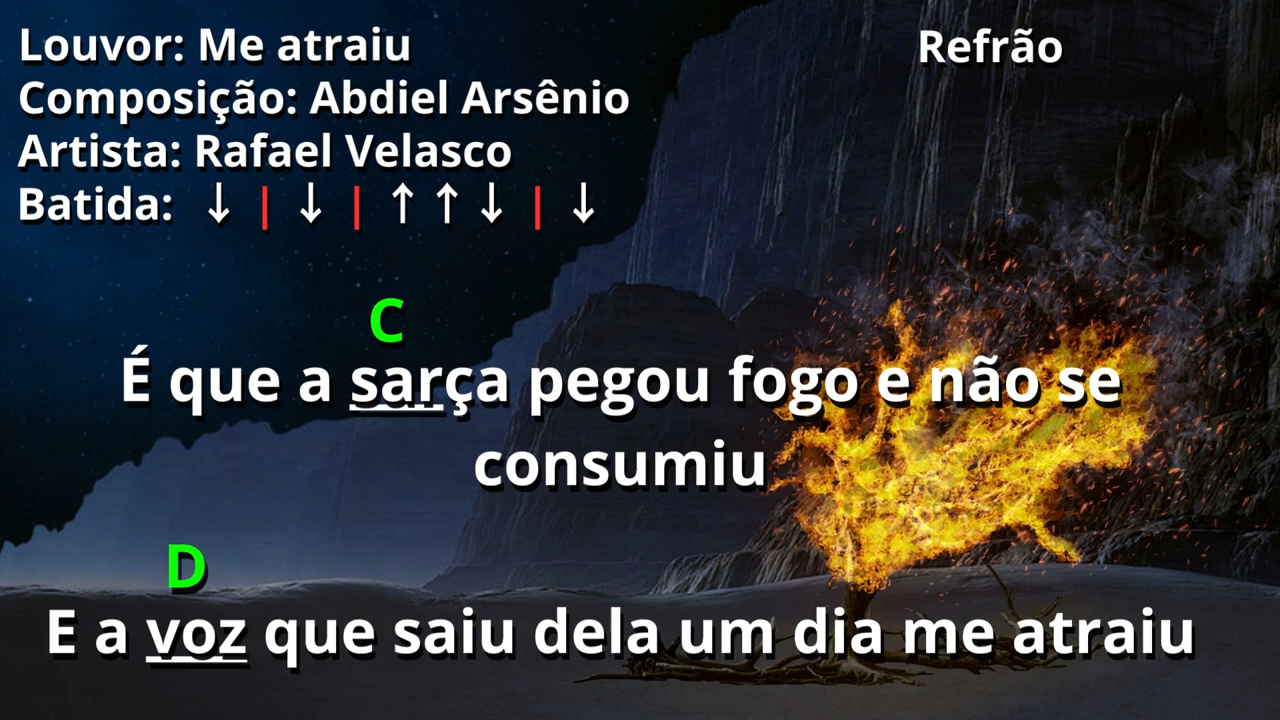 Louvor: Me atraiu
Refrão
Composição: Abdiel Arsênio
Artista: Rafael Velasco
Batida: ↓ | ↓ | ↑ ↑ ↓ | ↓
C
É que a sarça pegou fogo e não se
consumiu
D
E a voz que saiu dela um dia me atraiu